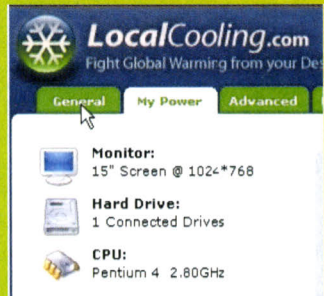 LocalCooling.com
Fight Global Warming from your
General My Power Advanced
Monitor:
15" Screen @ 1024*768
Hard Drive:
1 Connected Drives
CPU:
Pentium 4 2.80GHz